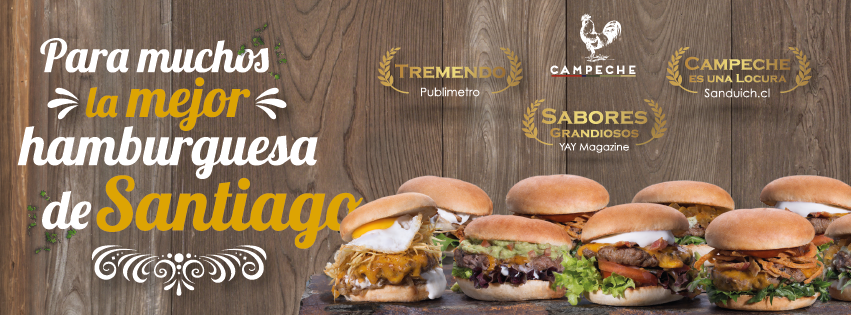 Para muchos
la mejor
hamburguesa
de Santiago
TREMENDO
Publimetro
CAMPECHE
SABORES
GRANDIOSOS
YAY Magazine
CAMPECHE
ES UNA LOCURA
Sanduich.cl